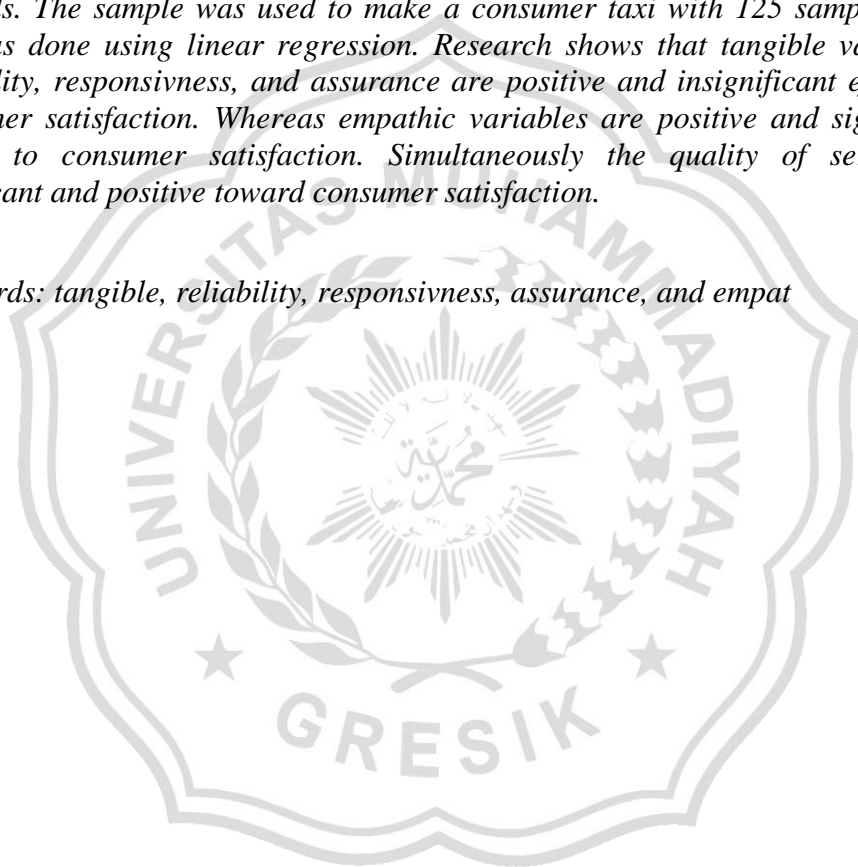 ds. The sample was used to make a consumer taxi with 125 samp
as done using linear regression. Research shows that tangible va
lity, responsivness, and assurance are positive and insignificant e
mer satisfaction. Whereas empathic variables are positive and sig
to consumer satisfaction. Simultaneously the quality of se
cant and positive toward consumer satisfaction.
rds: tangible, reliability, responsivness, assurance, and empat
UNIVERSITAS MUHAMMADIYAH
GRESIK